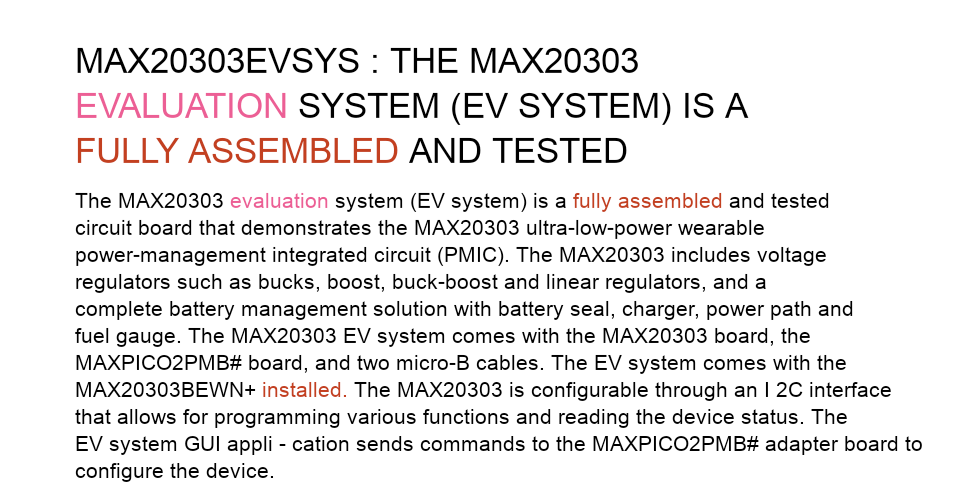 MAX20303EVSYS : THE MAX20303
EVALUATION SYSTEM (EV SYSTEM) IS A
FULLY ASSEMBLED AND TESTED
The MAX20303 evaluation system (EV system) is a fully assembled and tested
circuit board that demonstrates the MAX20303 ultra-low-power wearable
power-management integrated circuit (PMIC). The MAX20303 includes voltage
regulators such as bucks, boost, buck-boost and linear regulators, and a
complete battery management solution with battery seal, charger, power path and
fuel gauge. The MAX20303 EV system comes with the MAX20303 board, the
MAXPICO2PMB# board, and two micro-B cables. The EV system comes with the
MAX20303BEWN+ installed. The MAX20303 is configurable through an I 2C interface
that allows for programming various functions and reading the device status. The
EV system GUI appli - cation sends commands to the MAXPICO2PMB# adapter board to
configure the device.